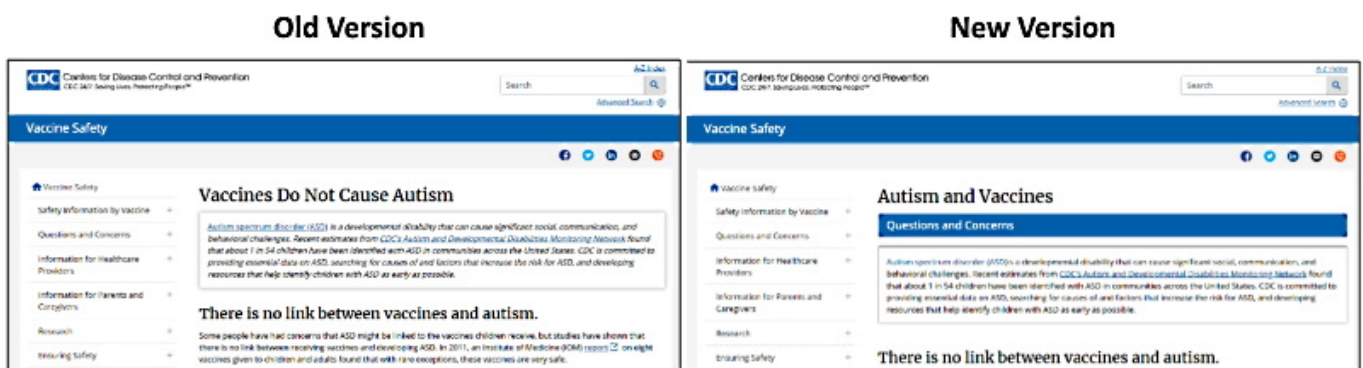 Old Version
New Version
CDC Centers for Disease Control and Prevention
CDC 24/7: Saving Lives, Protecting People™
A-Z Index
Search
Advanced Search
Vaccine Safety
Vaccine Safety
Safety Information by Vaccine +
Questions and Concerns +
Information for Healthcare
Providers +
Information for Parents and
Caregivers +
Research +
Ensuring Safety +
Vaccines Do Not Cause Autism
Autism spectrum disorder (ASD) is a developmental disability that can cause significant social, communication, and
behavioral challenges. Recent estimates from CDC's Autism and Developmental Disabilities Monitoring Network found
that about 1 in 54 children have been identified with ASD in communities across the United States. CDC is committed to
providing essential data on ASD, searching for causes of and factors that increase the risk for ASD, and developing
resources that help identify children with ASD as early as possible.
There is no link between vaccines and autism.
Some people have had concerns that ASD might be linked to the vaccines children receive, but studies have shown that
there is no link between receiving vaccines and developing ASD. In 2011, an Institute of Medicine (IOM) report on eight
vaccines given to children and adults found that with rare exceptions, these vaccines are very safe.
CDC Centers for Disease Control and Prevention
CDC 24/7: Saving Lives, Protecting People™
A-Z Index
Search
Advanced Search
Vaccine Safety
Vaccine Safety
Safety Information by Vaccine +
Questions and Concerns +
Information for Healthcare
Providers +
Information for Parents and
Caregivers +
Research +
Ensuring Safety +
Autism and Vaccines
Questions and Concerns
Autism spectrum disorder (ASD) is a developmental disability that can cause significant social, communication, and
behavioral challenges. Recent estimates from CDC's Autism and Developmental Disabilities Monitoring Network found
that about 1 in 54 children have been identified with ASD in communities across the United States. CDC is committed to
providing essential data on ASD, searching for causes of and factors that increase the risk for ASD, and developing
resources that help identify children with ASD as early as possible.
There is no link between vaccines and autism.